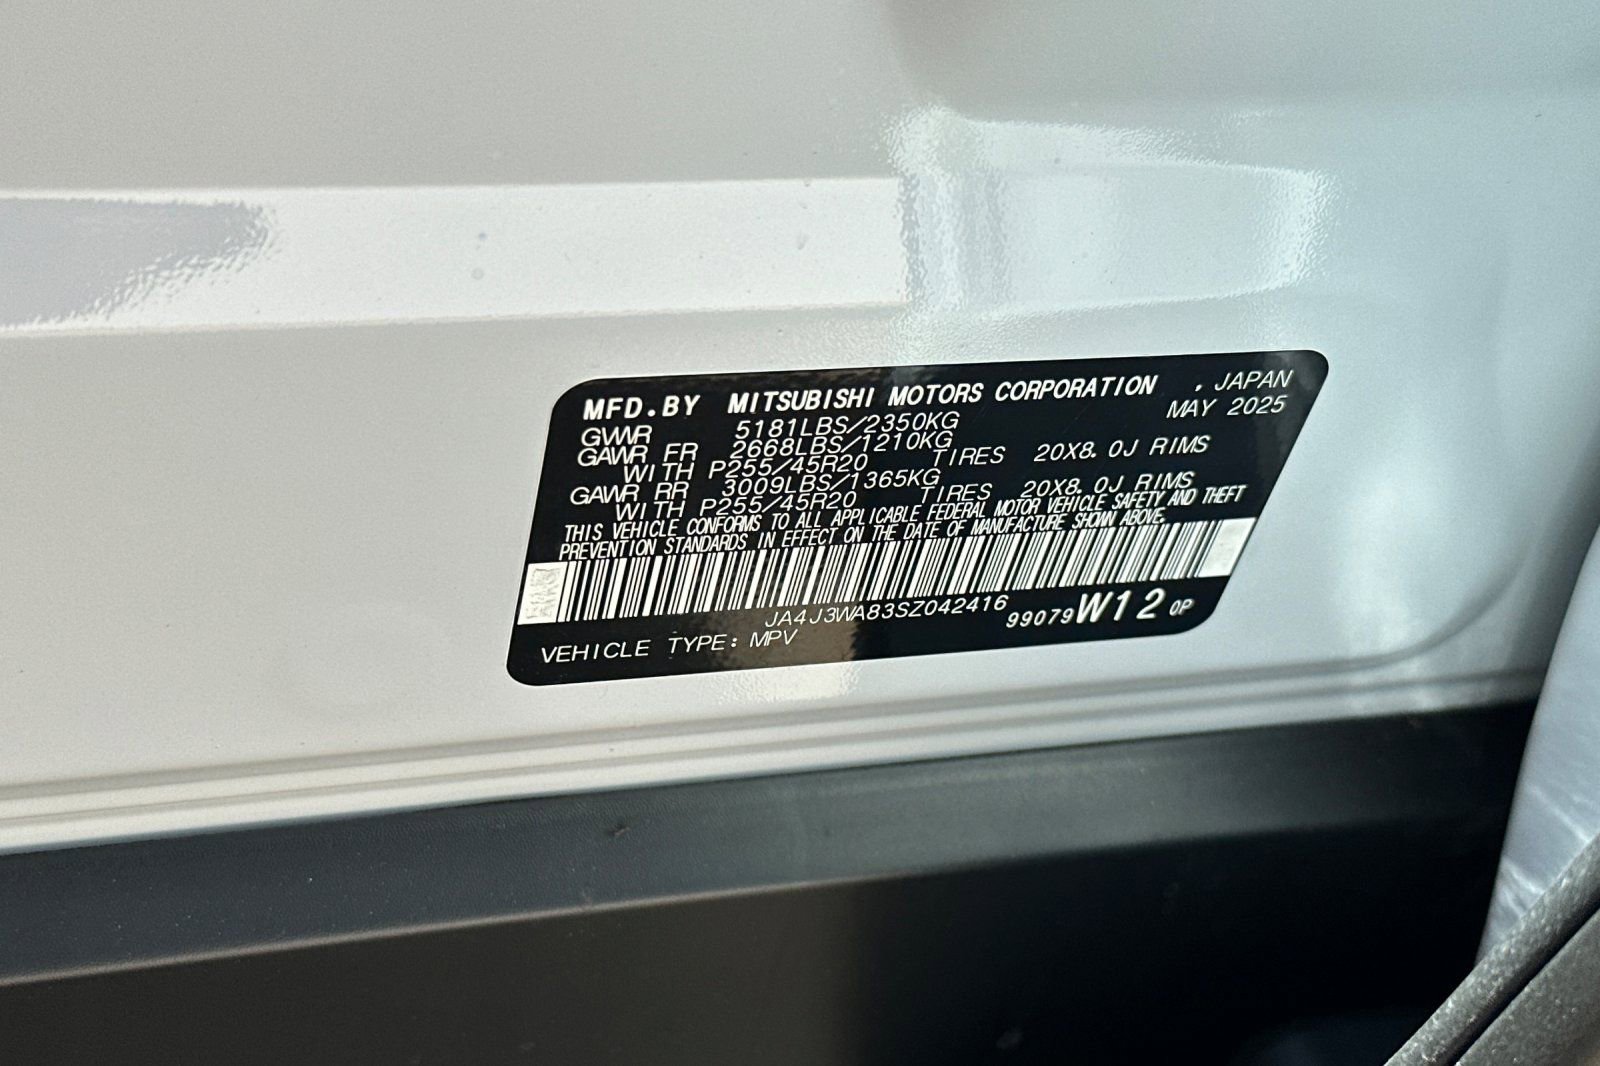 MFD.BY MITSUBISHI MOTORS CORPORATION , JAPAN
MAY 2025
GVWR 5181LBS/2350KG
GAWR FR 2668LBS/1210KG
WITH P255/45R20 TIRES 20X8.0J RIMS
GAWR RR 3009LBS/1365KG
WITH P255/45R20 TIRES 20X8.0J RIMS
THIS VEHICLE CONFORMS TO ALL APPLICABLE FEDERAL MOTOR VEHICLE SAFETY AND THEFT
PREVENTION STANDARDS IN EFFECT ON THE DATE OF MANUFACTURE SHOWN ABOVE.
JA4J3WA83SZ042416
99079 W12 0P
VEHICLE TYPE: MPV